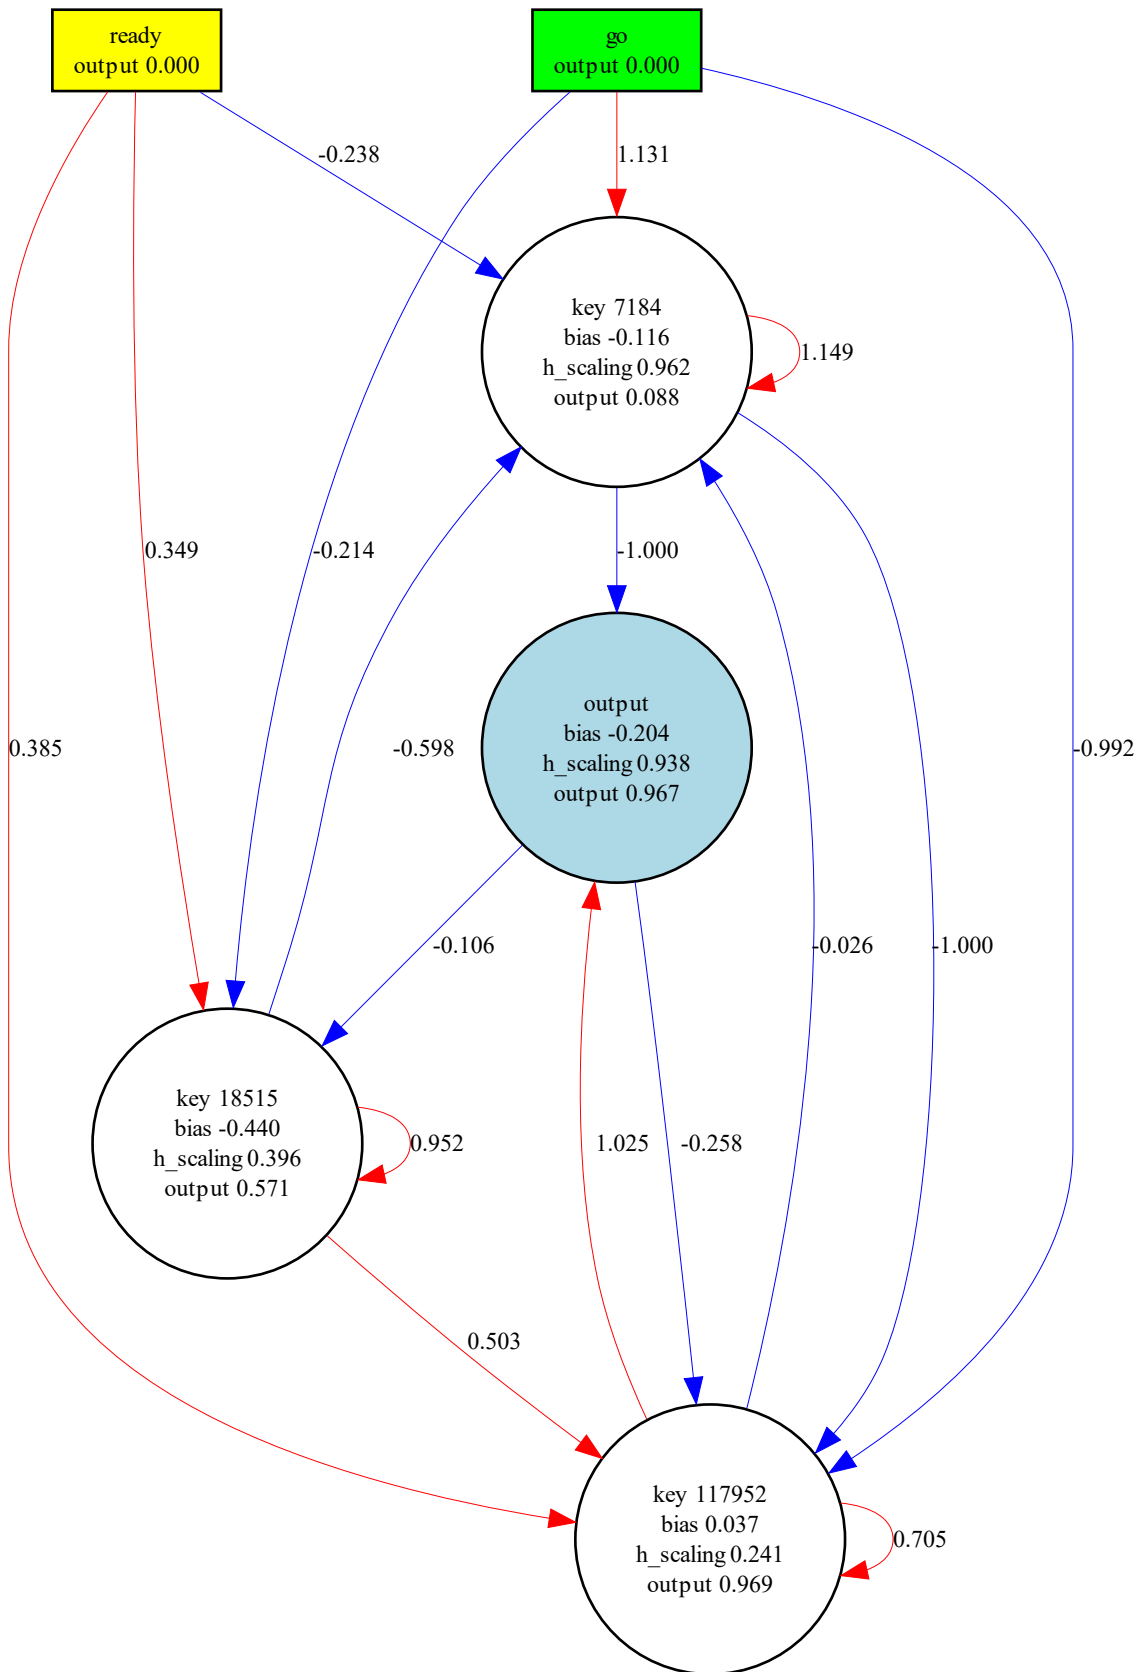 ready
output 0.000
go
output 0.000
-0.238
1.131
key 7184
bias -0.116
h_scaling 0.962
output 0.088
1.149
0.349
-0.214
-1.000
output
bias -0.204
h_scaling 0.938
output 0.967
0.385
-0.598
-0.992
-0.106
-0.026
-1.000
key 18515
bias -0.440
h_scaling 0.396
output 0.571
0.952
1.025
-0.258
0.503
key 117952
bias 0.037
h_scaling 0.241
output 0.969
0.705